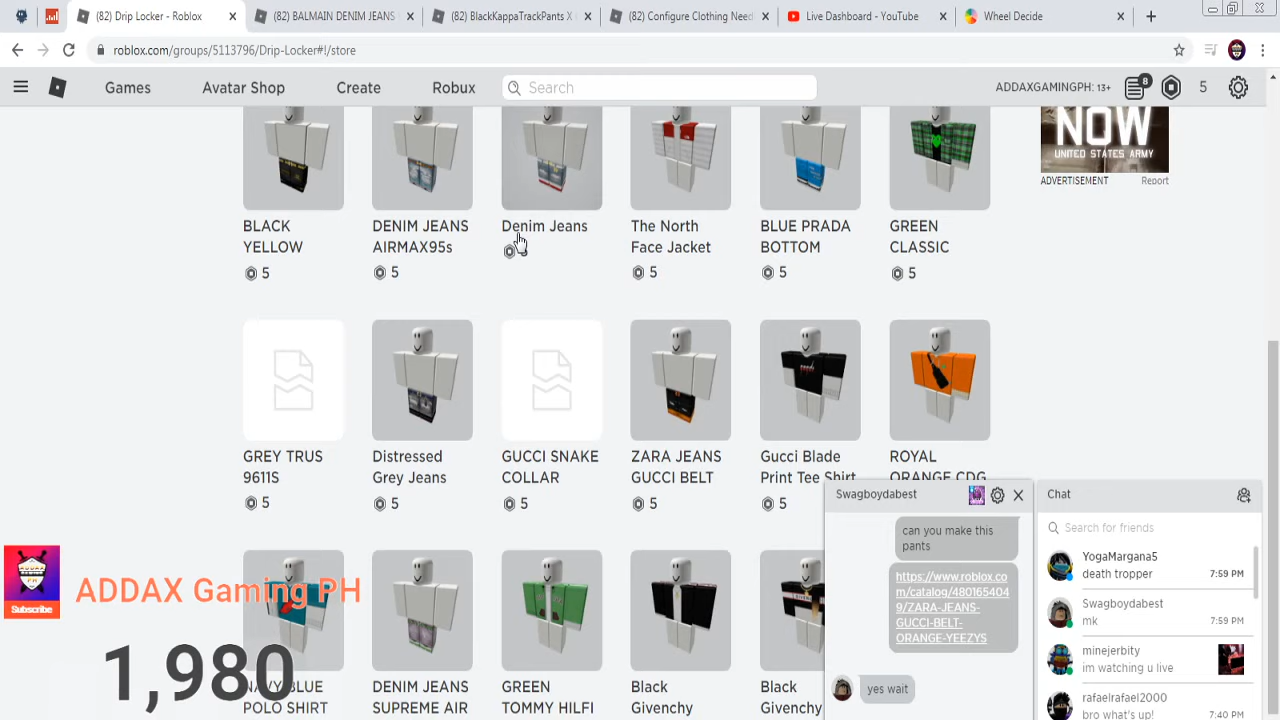 (82) Drip Locker - Roblox
(82) BALMAIN DENIM JEANS
(82) BlackKappaTrackPants X
(82) Configure Clothing Need
Live Dashboard - YouTube
Wheel Decide
roblox.com/groups/5113796/Drip-Locker#!/store
Games
Avatar Shop
Create
Robux
Search
ADDAXGAMINGPH: 13+
8
5
NOW
UNITED STATES ARMY
ADVERTISEMENT
Report
BLACK
YELLOW
5
DENIM JEANS
AIRMAX95s
5
Denim Jeans
The North
Face Jacket
5
BLUE PRADA
BOTTOM
5
GREEN
CLASSIC
5
GREY TRUS
9611S
5
Distressed
Grey Jeans
5
GUCCI SNAKE
COLLAR
5
ZARA JEANS
GUCCI BELT
5
Gucci Blade
Print Tee Shirt
5
ROYAL
ORANGE CDG
NAVY BLUE
POLO SHIRT
DENIM JEANS
SUPREME AIR
GREEN
TOMMY HILFI
Black
Givenchy
Black
Givenchy
Subscribe
ADDAX Gaming PH
1,980
Swagboydabest
can you make this
pants
https://www.roblox.co
m/catalog/480165404
9/ZARA-JEANS-
GUCCI-BELT-
ORANGE-YEEZYS
yes wait
Chat
Search for friends
YogaMargana5
death tropper
7:59 PM
Swagboydabest
mk
7:59 PM
minejerbity
im watching u live
rafaelrafael2000
bro what's up!
7:40 PM